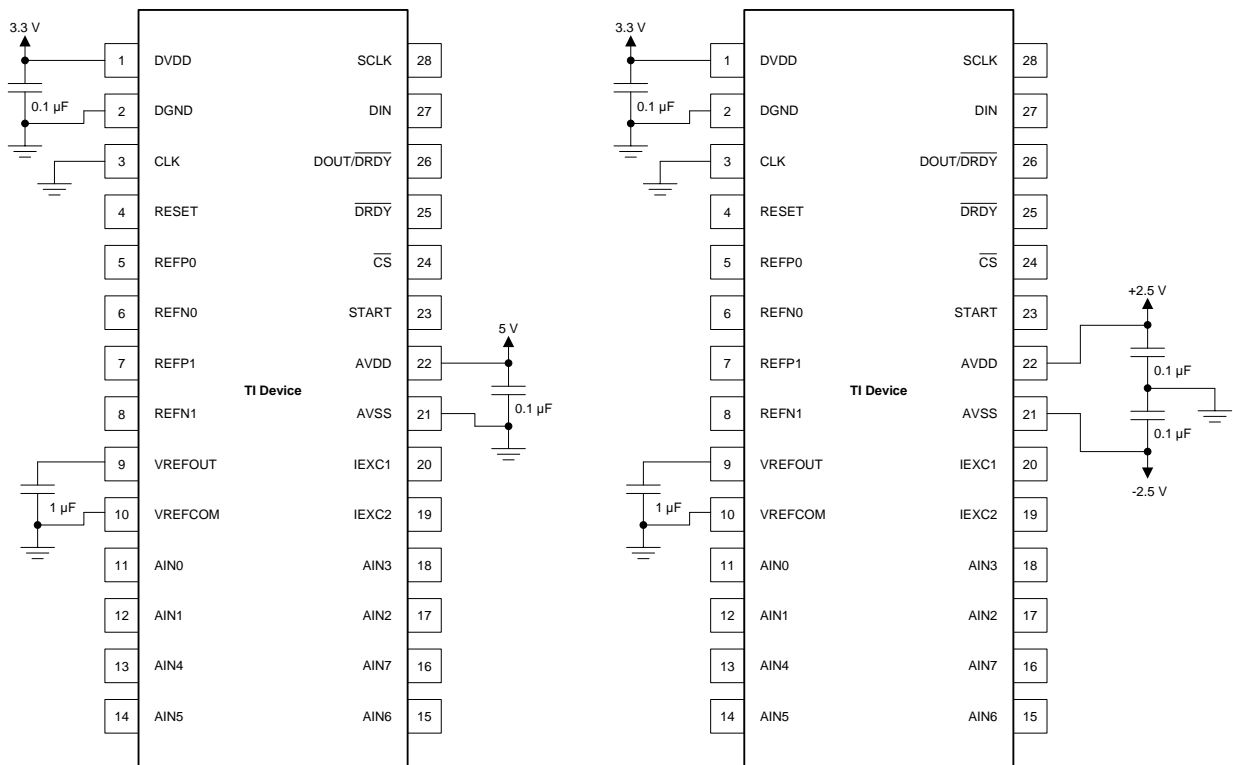 3.3 V
1 DVDD SCLK 28
0.1 µF
2 DGND DIN 27
3 CLK DOUT/D̅R̅D̅Y̅ 26
4 RESET D̅R̅D̅Y̅ 25
5 REFP0 C̅S̅ 24
6 REFN0 START 23
5 V
7 REFP1 AVDD 22
TI Device
0.1 µF
8 REFN1 AVSS 21
9 VREFOUT IEXC1 20
1 µF
10 VREFCOM IEXC2 19
11 AIN0 AIN3 18
12 AIN1 AIN2 17
13 AIN4 AIN7 16
14 AIN5 AIN6 15
3.3 V
1 DVDD SCLK 28
0.1 µF
2 DGND DIN 27
3 CLK DOUT/D̅R̅D̅Y̅ 26
4 RESET D̅R̅D̅Y̅ 25
5 REFP0 C̅S̅ 24
+2.5 V
6 REFN0 START 23
7 REFP1 AVDD 22
0.1 µF
TI Device
8 REFN1 AVSS 21
0.1 µF
9 VREFOUT IEXC1 20
-2.5 V
1 µF
10 VREFCOM IEXC2 19
11 AIN0 AIN3 18
12 AIN1 AIN2 17
13 AIN4 AIN7 16
14 AIN5 AIN6 15